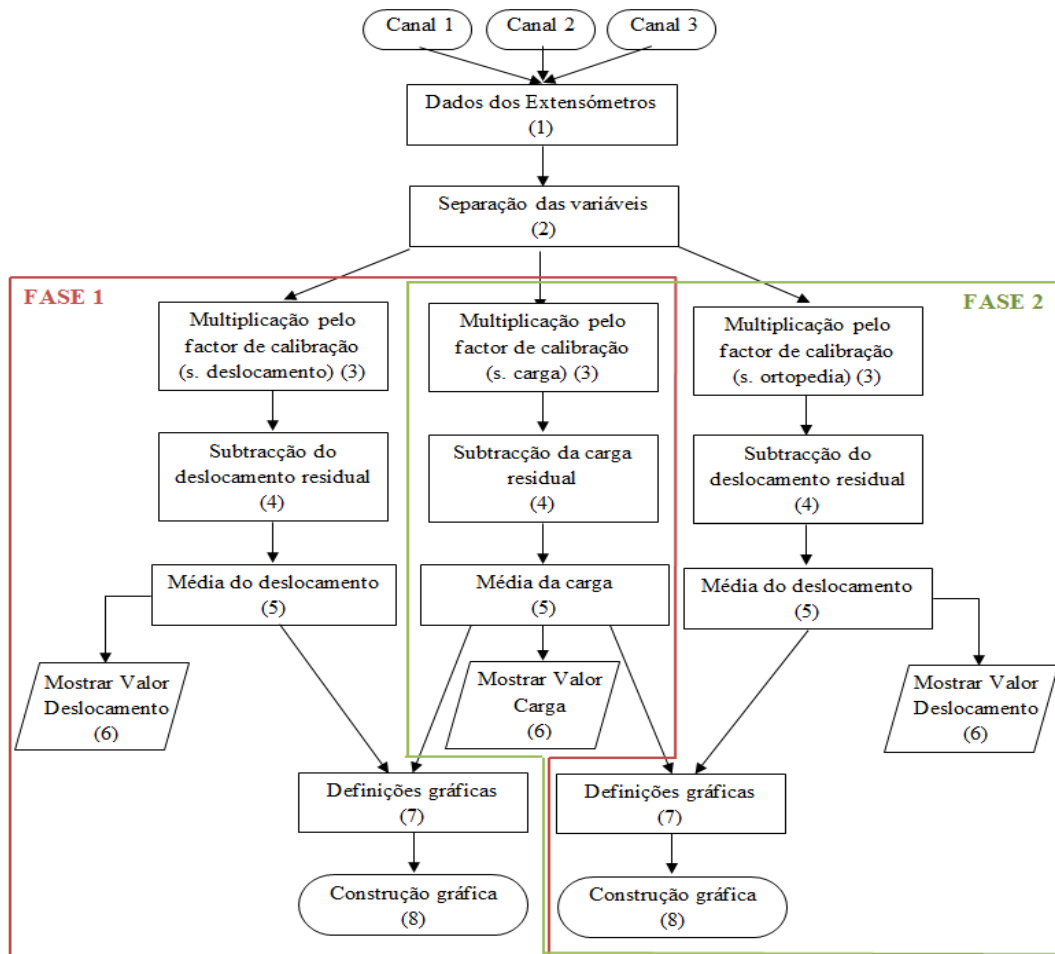 Canal 1
Canal 2
Canal 3
Dados dos Extensómetros
(1)
Separação das variáveis
(2)
FASE 1
FASE 2
Multiplicação pelo
factor de calibração
(s. deslocamento) (3)
Multiplicação pelo
factor de calibração
(s. carga) (3)
Multiplicação pelo
factor de calibração
(s. ortopedia) (3)
Subtracção do
deslocamento residual
(4)
Subtracção da carga
residual
(4)
Subtracção do
deslocamento residual
(4)
Média do deslocamento
(5)
Média da carga
(5)
Média do deslocamento
(5)
Mostrar Valor
Deslocamento
(6)
Mostrar Valor
Carga
(6)
Mostrar Valor
Deslocamento
(6)
Definições gráficas
(7)
Definições gráficas
(7)
Construção gráfica
(8)
Construção gráfica
(8)